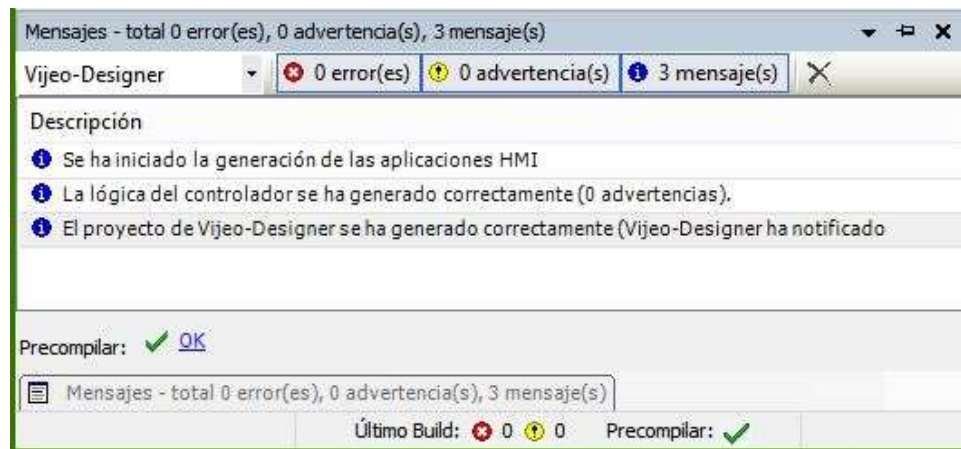 Mensajes - total 0 error(es), 0 advertencia(s), 3 mensaje(s)
Vijeo-Designer 0 error(es) 0 advertencia(s) 3 mensaje(s)
Descripción
Se ha iniciado la generación de las aplicaciones HMI
La lógica del controlador se ha generado correctamente (0 advertencias).
El proyecto de Vijeo-Designer se ha generado correctamente (Vijeo-Designer ha notificado
Precompilar: OK
Mensajes - total 0 error(es), 0 advertencia(s), 3 mensaje(s)
Último Build: 0 0 Precompilar: